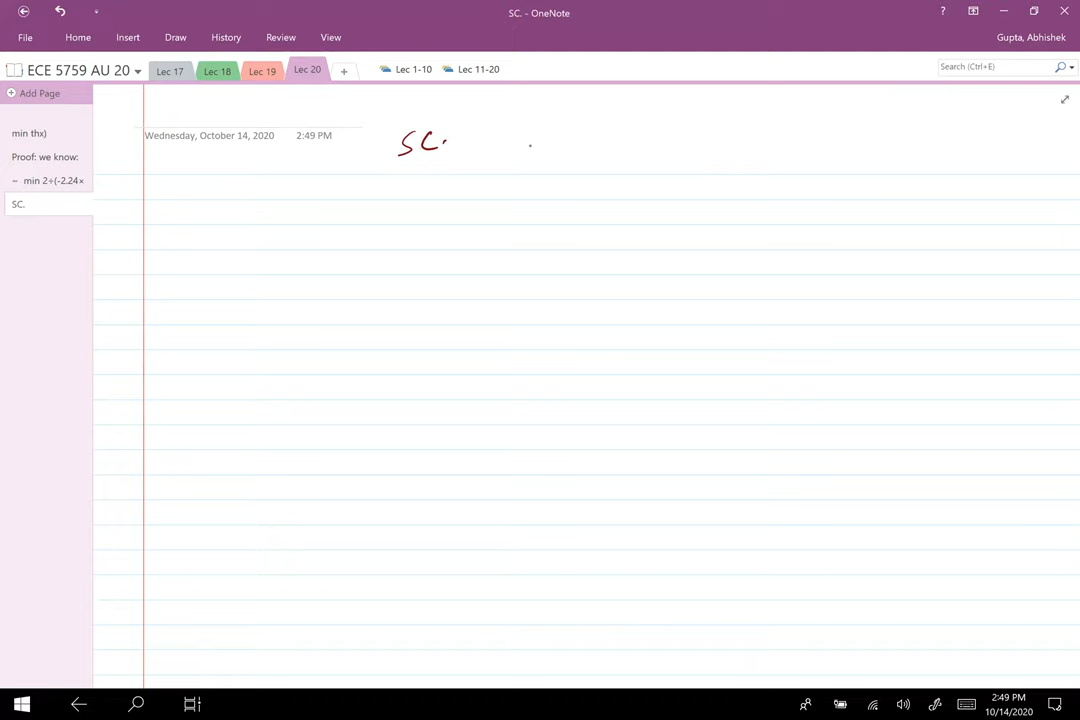 SC. - OneNote
File Home Insert Draw History Review View
Gupta, Abhishek
ECE 5759 AU 20
Lec 17 Lec 18 Lec 19 Lec 20
Lec 1-10 Lec 11-20
Search (Ctrl+E)
Add Page
min thx)
Proof: we know:
− min 2÷(-2.24×
SC.
Wednesday, October 14, 2020 2:49 PM
SC.
2:49 PM
10/14/2020